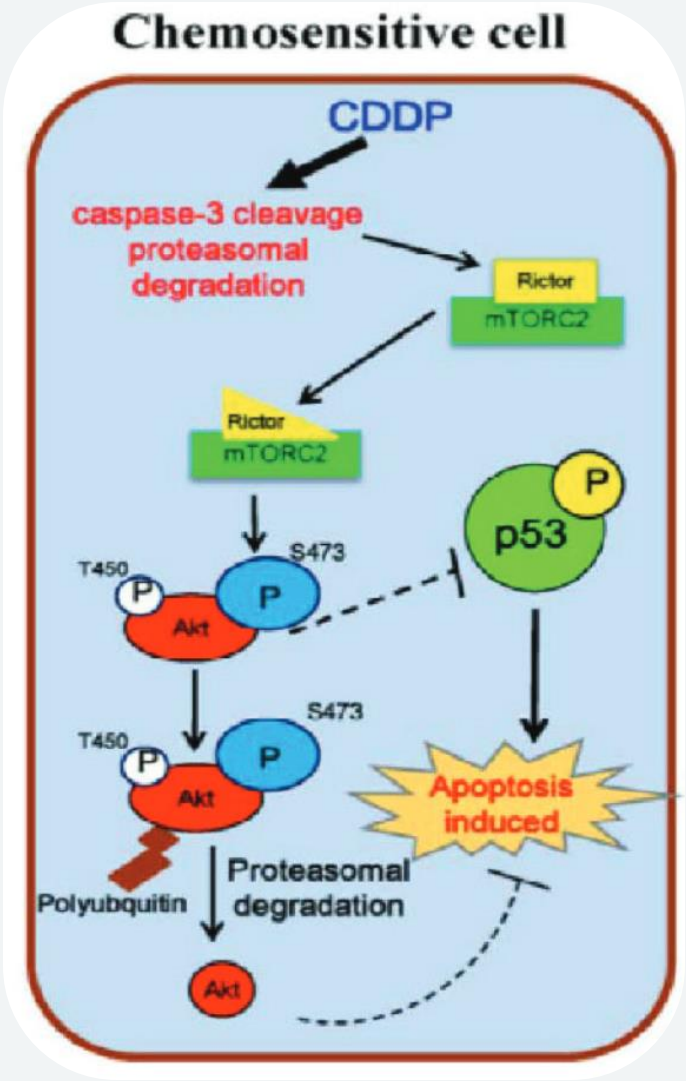 Chemosensitive cell
CDDP
caspase-3 cleavage
proteasomal
degradation
Rictor
mTORC2
Rictor
mTORC2
P
p53
S473
T450
P
P
Akt
S473
T450
P
P
Akt
Apoptosis
induced
Proteasomal
degradation
Polyubquitin
Akt